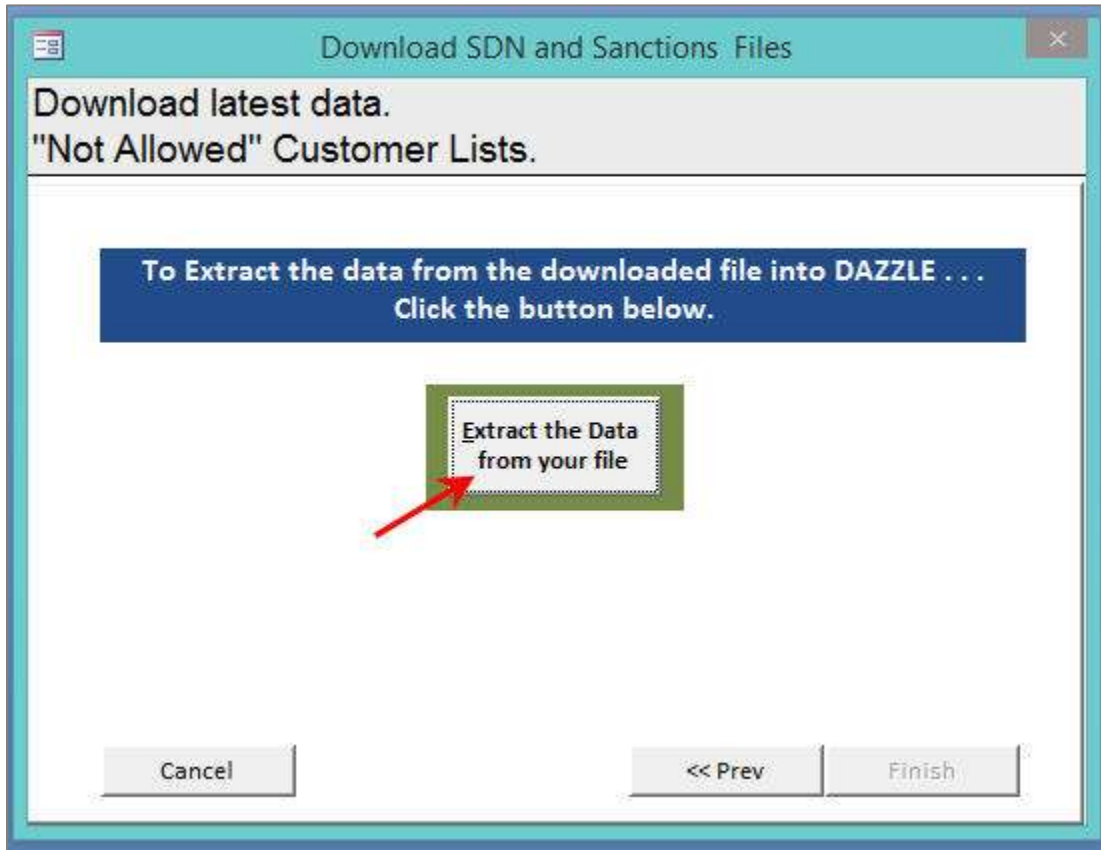 Download SDN and Sanctions Files
Download latest data.
"Not Allowed" Customer Lists.
To Extract the data from the downloaded file into DAZZLE . . .
Click the button below.
Extract the Data
from your file
Cancel
<< Prev
Finish